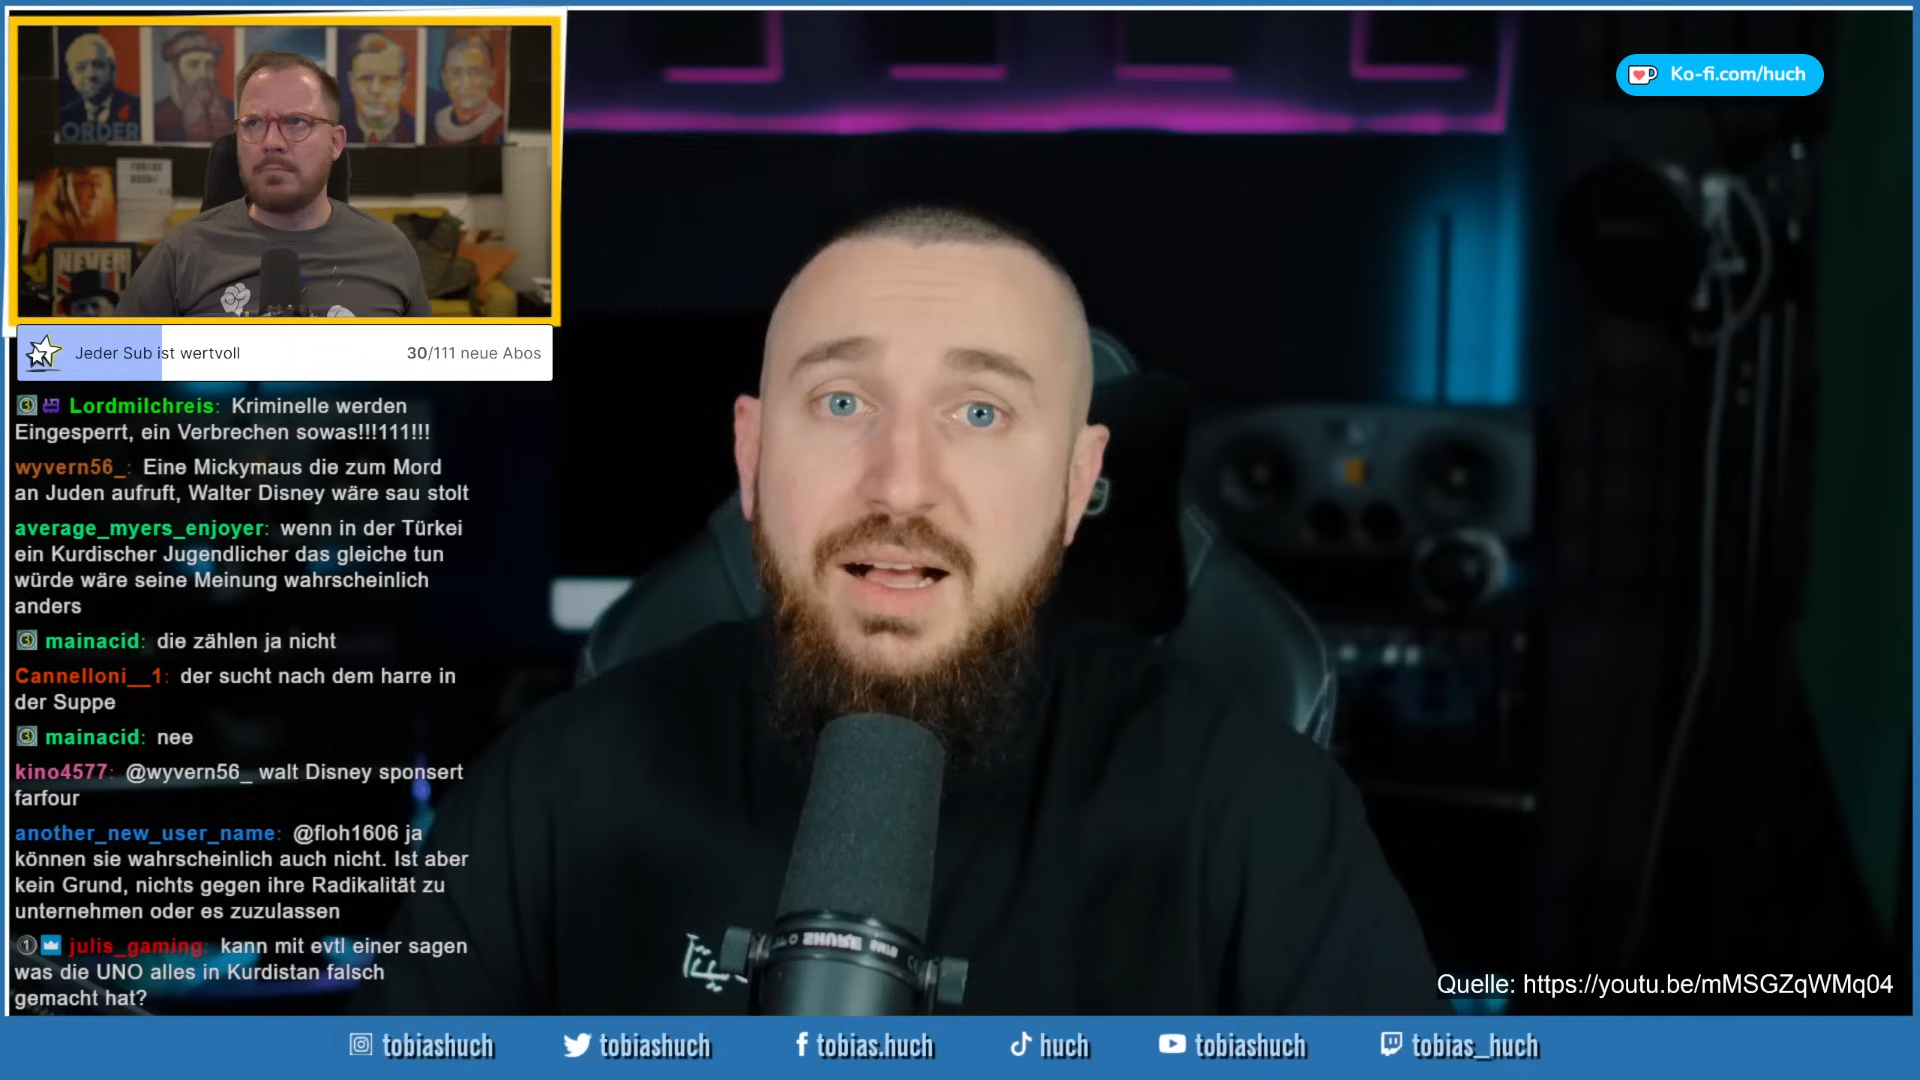 ORDER
NEVER
Ko-fi.com/huch
Jeder Sub ist wertvoll 30/111 neue Abos
Lordmilchreis: Kriminelle werden
Eingesperrt, ein Verbrechen sowas!!!111!!!
wyvern56_: Eine Mickymaus die zum Mord
an Juden aufruft, Walter Disney wäre sau stolt
average_myers_enjoyer: wenn in der Türkei
ein Kurdischer Jugendlicher das gleiche tun
würde wäre seine Meinung wahrscheinlich
anders
mainacid: die zählen ja nicht
Cannelloni__1: der sucht nach dem harre in
der Suppe
mainacid: nee
kino4577: @wyvern56_ walt Disney sponsert
farfour
another_new_user_name: @floh1606 ja
können sie wahrscheinlich auch nicht. Ist aber
kein Grund, nichts gegen ihre Radikalität zu
unternehmen oder es zuzulassen
julis_gaming: kann mit evtl einer sagen
was die UNO alles in Kurdistan falsch
gemacht hat?
SHURE
Quelle: https://youtu.be/mMSGZqWMq04
tobiashuch tobiashuch tobias.huch huch tobiashuch tobias_huch